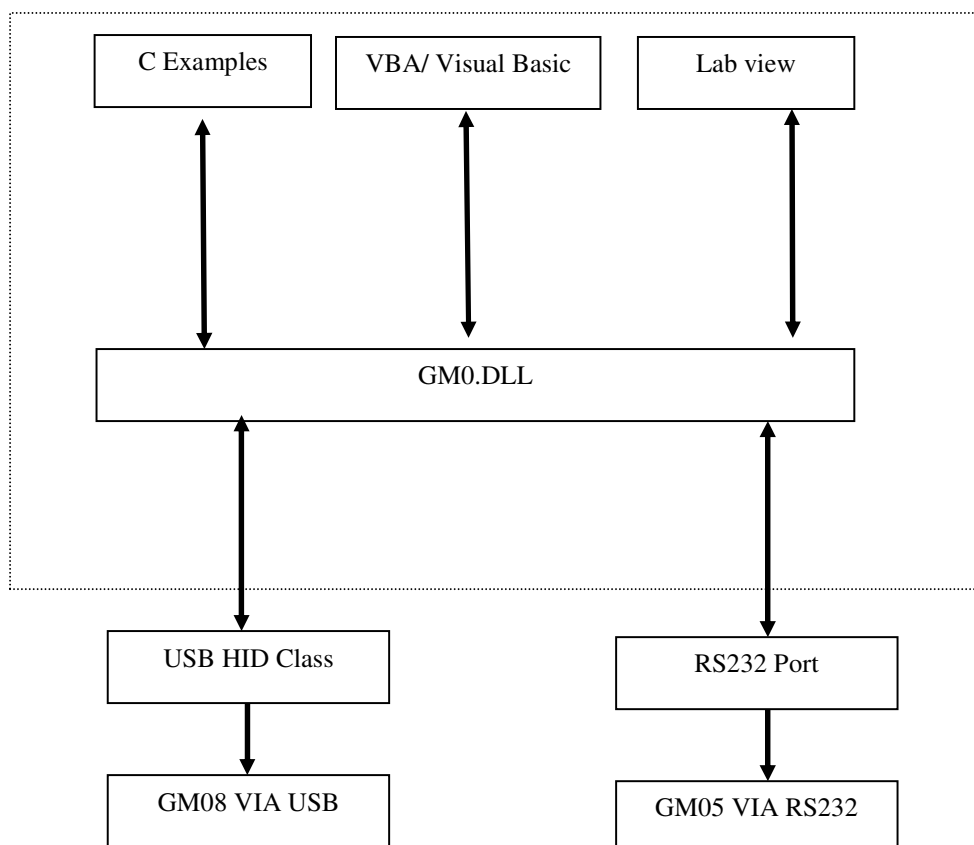 C Examples
VBA/ Visual Basic
Lab view
GM0.DLL
USB HID Class
RS232 Port
GM08 VIA USB
GM05 VIA RS232